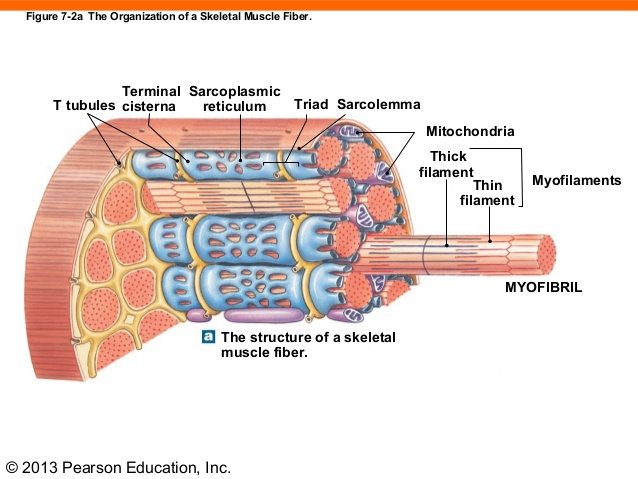 Figure 7-2a The Organization of a Skeletal Muscle Fiber.
T tubules
Terminal
cisterna
Sarcoplasmic
reticulum
Triad
Sarcolemma
Mitochondria
Thick
filament
Thin
filament
Myofilaments
MYOFIBRIL
a The structure of a skeletal
muscle fiber.
© 2013 Pearson Education, Inc.